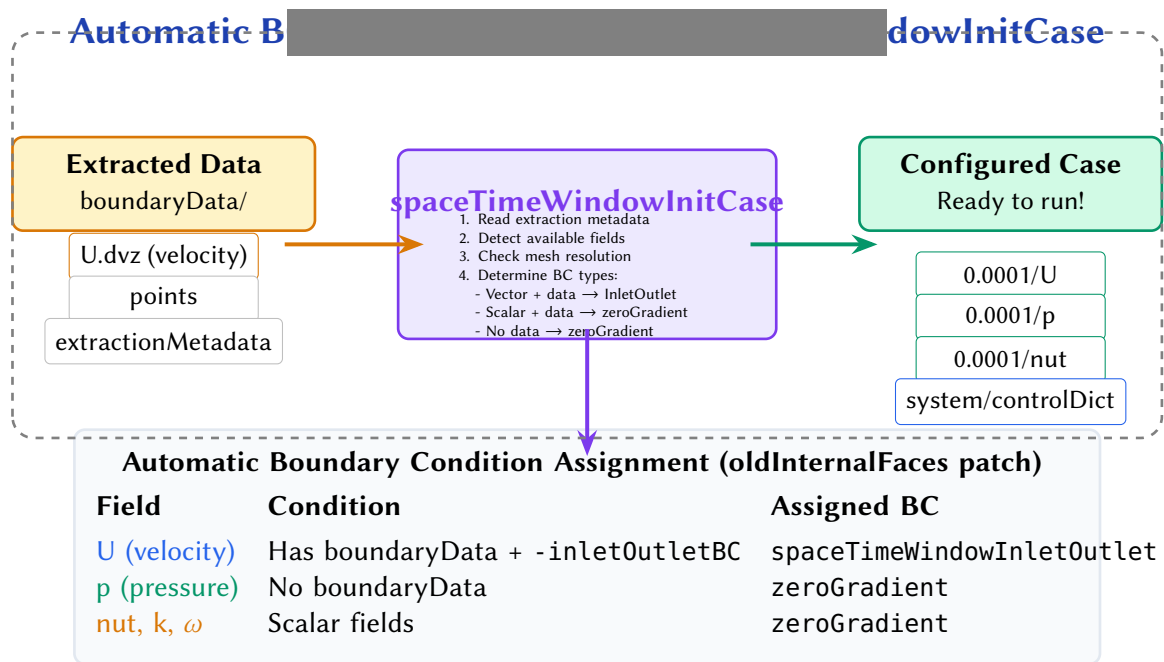 Automatic B dowInitCase
Extracted Data
boundaryData/
U.dvz (velocity)
points
extractionMetadata
spaceTimeWindowInitCase
1. Read extraction metadata
2. Detect available fields
3. Check mesh resolution
4. Determine BC types:
- Vector + data → InletOutlet
- Scalar + data → zeroGradient
- No data → zeroGradient
Configured Case
Ready to run!
0.0001/U
0.0001/p
0.0001/nut
system/controlDict
Automatic Boundary Condition Assignment (oldInternalFaces patch)
Field Condition Assigned BC
U (velocity) Has boundaryData + -inletOutletBC spaceTimeWindowInletOutlet
p (pressure) No boundaryData zeroGradient
nut, k, ω Scalar fields zeroGradient